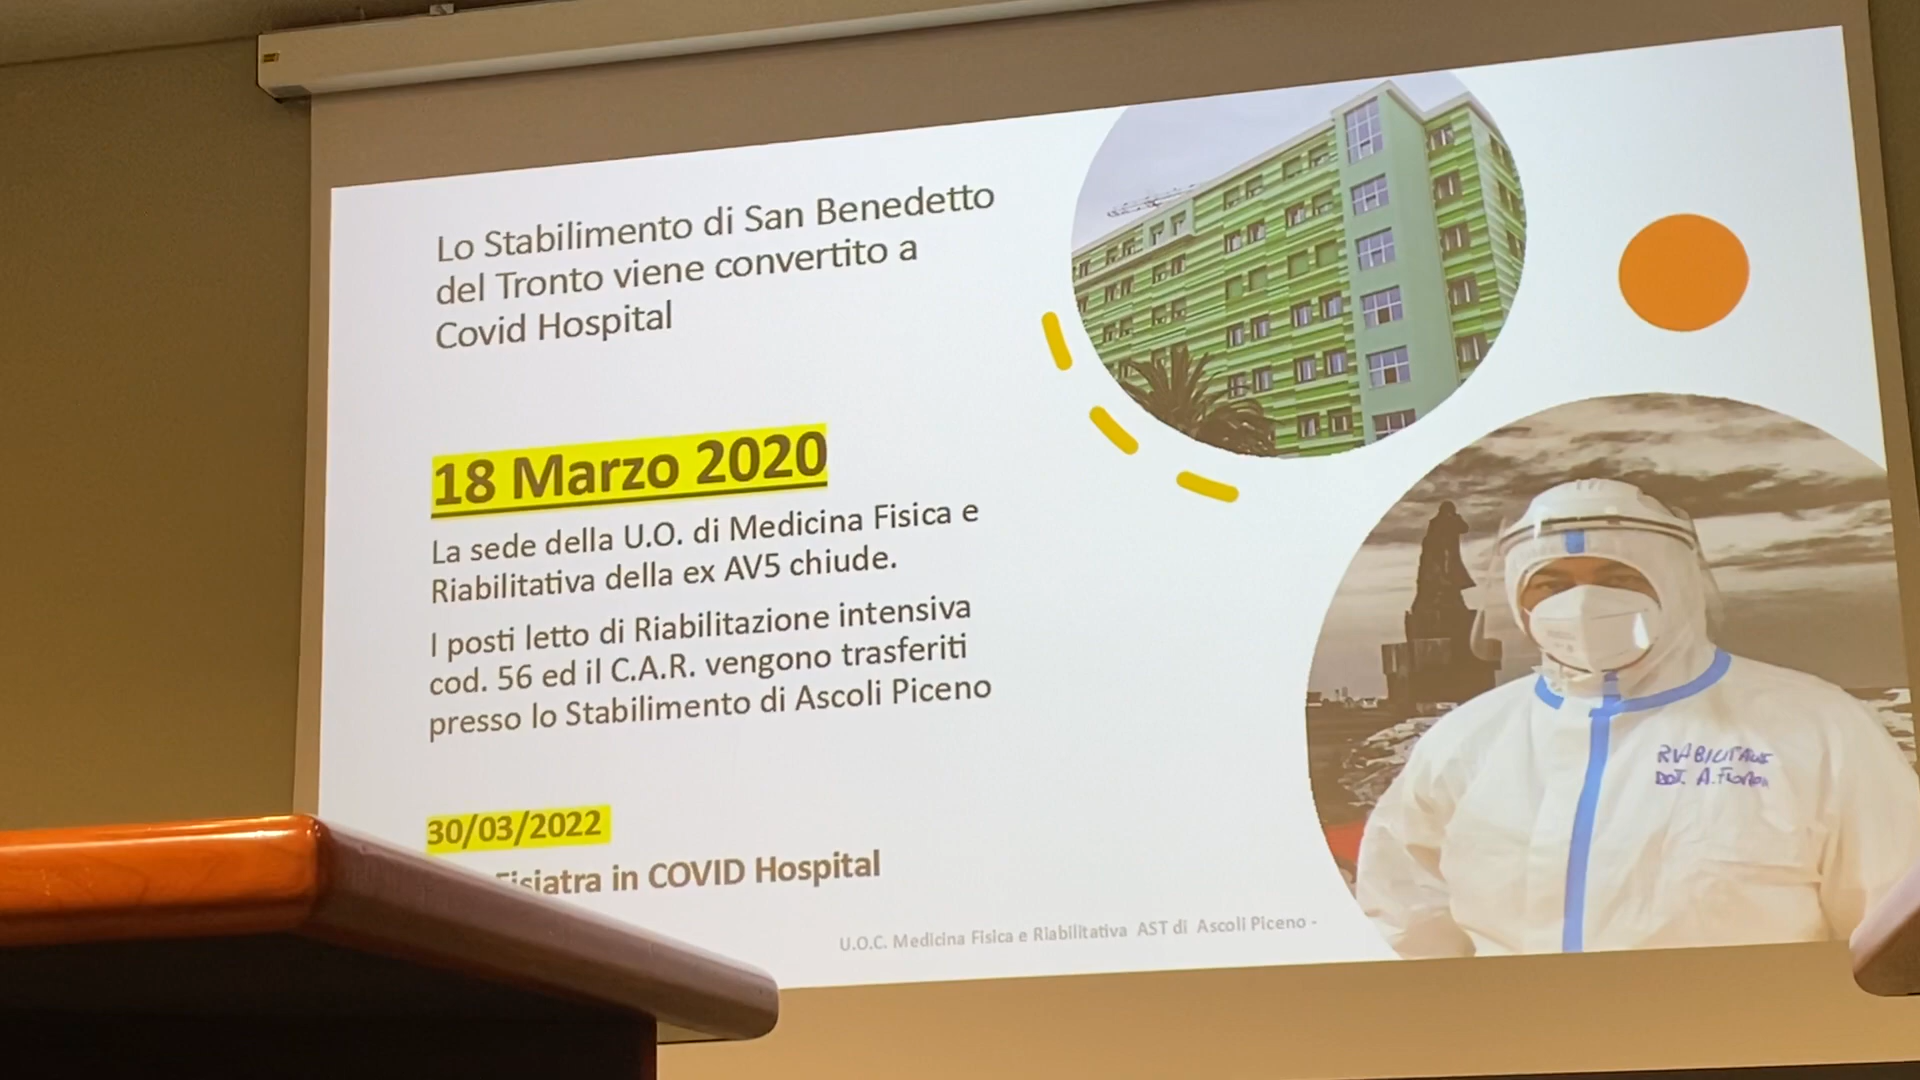 Lo Stabilimento di San Benedetto
del Tronto viene convertito a
Covid Hospital
18 Marzo 2020
La sede della U.O. di Medicina Fisica e
Riabilitativa della ex AV5 chiude.
I posti letto di Riabilitazione intensiva
cod. 56 ed il C.A.R. vengono trasferiti
presso lo Stabilimento di Ascoli Piceno
30/03/2022
Fisiatra in COVID Hospital
U.O.C. Medicina Fisica e Riabilitativa AST di Ascoli Piceno -
A.